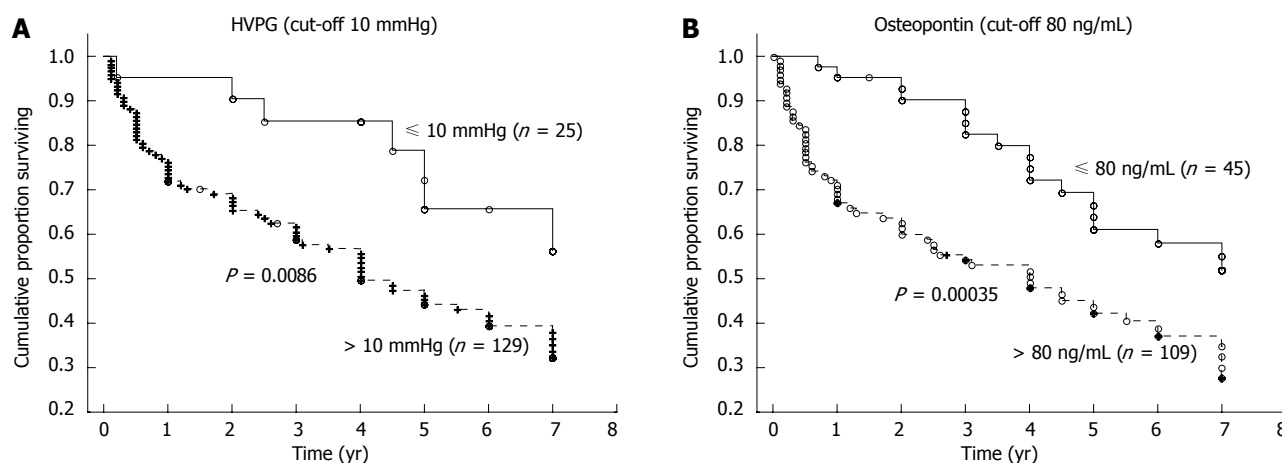 A
HVPG (cut-off 10 mmHg)
Cumulative proportion surviving
1.0
0.9
0.8
0.7
0.6
0.5
0.4
0.3
0.2
⩽ 10 mmHg (n = 25)
P = 0.0086
> 10 mmHg (n = 129)
0 1 2 3 4 5 6 7 8
Time (yr)
B
Osteopontin (cut-off 80 ng/mL)
Cumulative proportion surviving
1.0
0.9
0.8
0.7
0.6
0.5
0.4
0.3
0.2
⩽ 80 ng/mL (n = 45)
P = 0.00035
> 80 ng/mL (n = 109)
0 1 2 3 4 5 6 7 8
Time (yr)